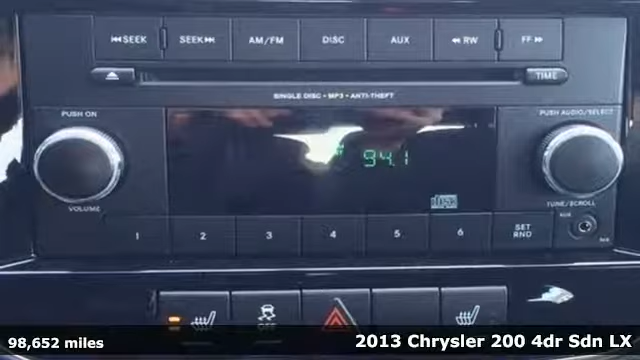 ⏮SEEK SEEK⏭ AM/FM DISC AUX ◀◀RW FF▶▶
TIME
SINGLE DISC • MP3 • ANTI-THEFT
PUSH ON
PUSH AUDIO/SELECT
94.1
VOLUME
TUNE/SCROLL
1 2 3 4 5 6 SET RND
AUX
98,652 miles
2013 Chrysler 200 4dr Sdn LX